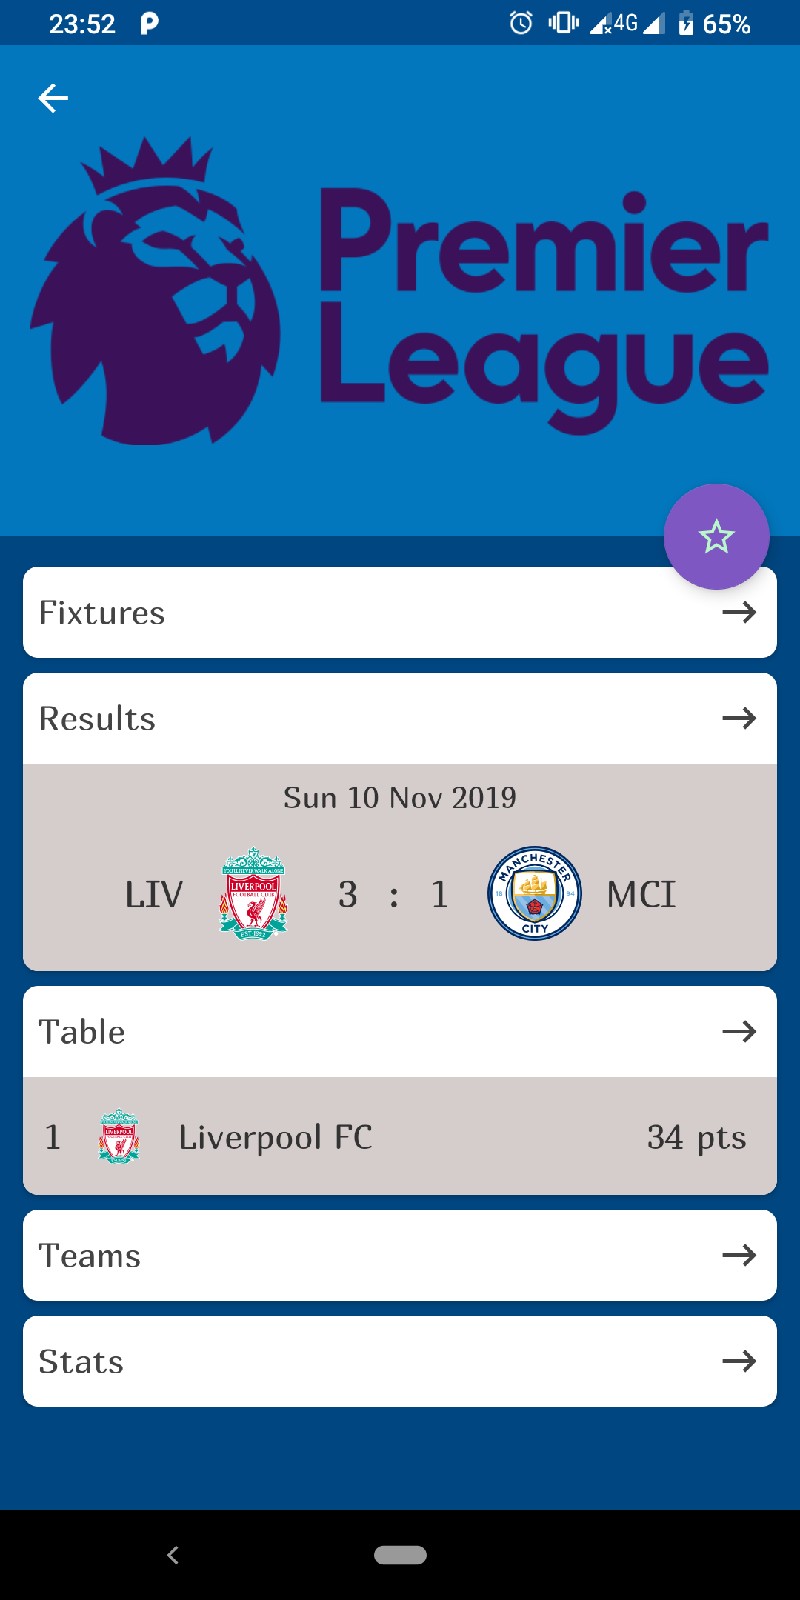 23:52 4G 65%
Premier
League
Fixtures
Results
Sun 10 Nov 2019
LIV LIVERPOOL 3 : 1 MANCHESTER CITY MCI
Table
1 Liverpool FC 34 pts
Teams
Stats